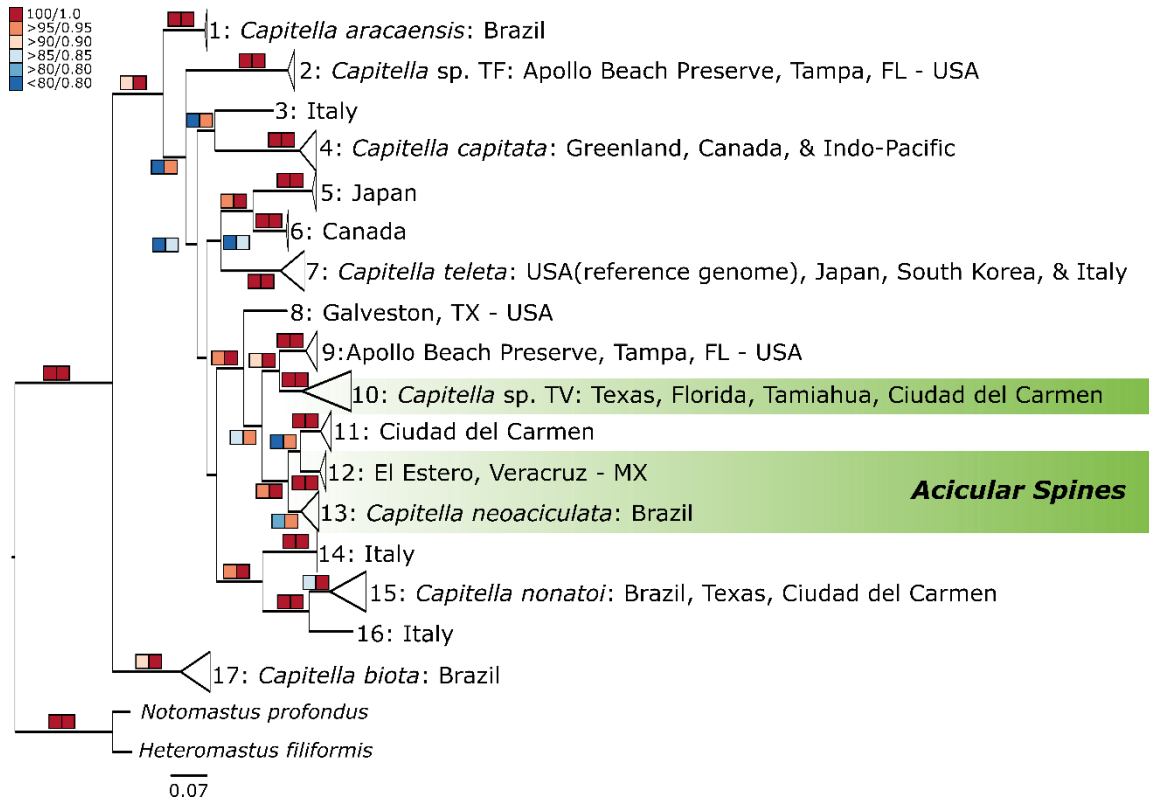 100/1.0
>95/0.95
>90/0.90
>85/0.85
>80/0.80
<80/0.80
1: Capitella aracaensis: Brazil
2: Capitella sp. TF: Apollo Beach Preserve, Tampa, FL - USA
3: Italy
4: Capitella capitata: Greenland, Canada, & Indo-Pacific
5: Japan
6: Canada
7: Capitella teleta: USA(reference genome), Japan, South Korea, & Italy
8: Galveston, TX - USA
9:Apollo Beach Preserve, Tampa, FL - USA
10: Capitella sp. TV: Texas, Florida, Tamiahua, Ciudad del Carmen
11: Ciudad del Carmen
12: El Estero, Veracruz - MX
Acicular Spines
13: Capitella neoaciculata: Brazil
14: Italy
15: Capitella nonatoi: Brazil, Texas, Ciudad del Carmen
16: Italy
17: Capitella biota: Brazil
Notomastus profondus
Heteromastus filiformis
0.07